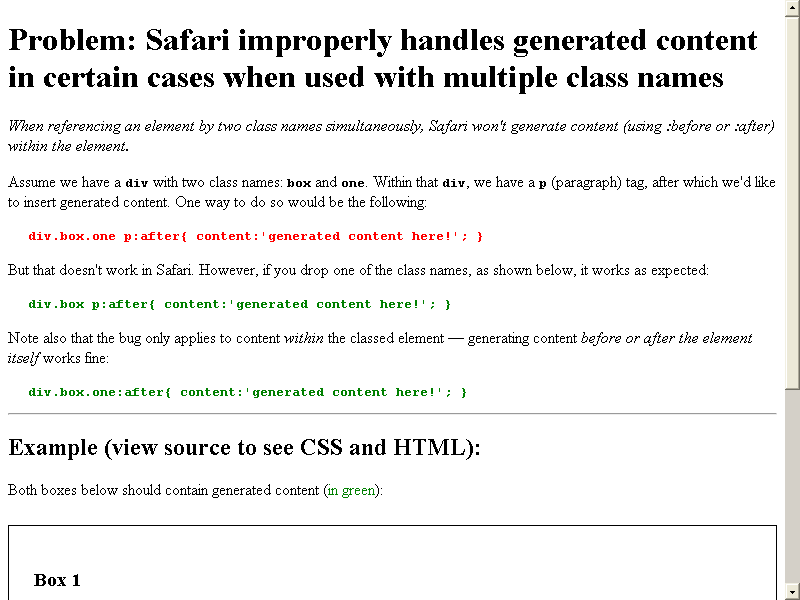 Problem: Safari improperly handles generated content
in certain cases when used with multiple class names
When referencing an element by two class names simultaneously, Safari won't generate content (using :before or :after)
within the element.
Assume we have a div with two class names: box and one. Within that div, we have a p (paragraph) tag, after which we'd like
to insert generated content. One way to do so would be the following:
div.box.one p:after{ content:'generated content here!'; }
But that doesn't work in Safari. However, if you drop one of the class names, as shown below, it works as expected:
div.box p:after{ content:'generated content here!'; }
Note also that the bug only applies to content within the classed element — generating content before or after the element
itself works fine:
div.box.one:after{ content:'generated content here!'; }
Example (view source to see CSS and HTML):
Both boxes below should contain generated content (in green):
Box 1